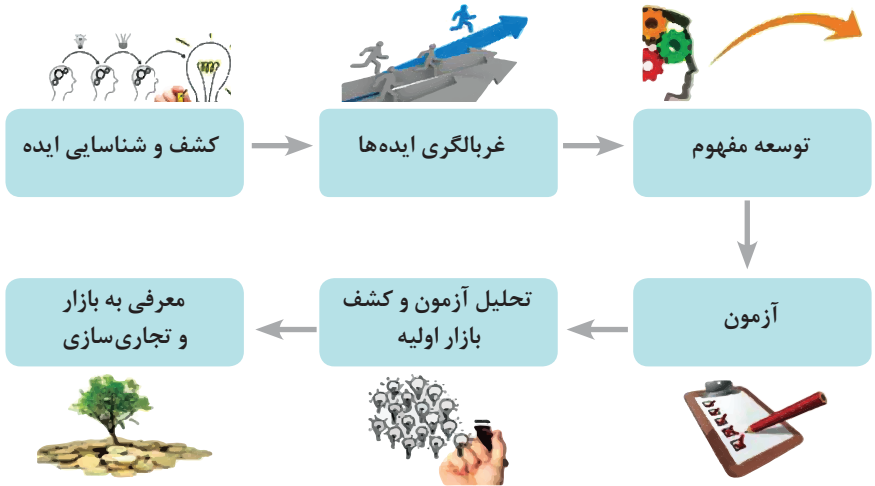 کشف و شناسایی ایده
غربالگری ایده‌ها
توسعه مفهوم
آزمون
تحلیل آزمون و کشف
بازار اولیه
معرفی به بازار
و تجاری‌سازی